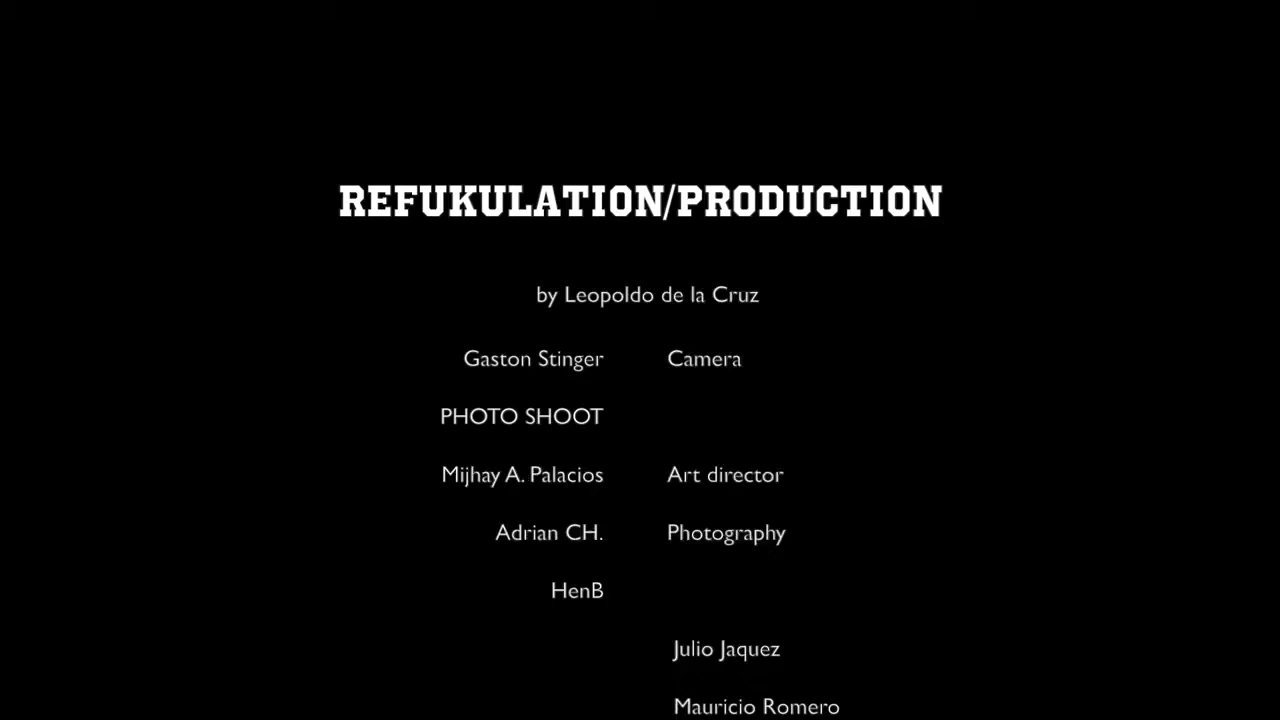 REFUKULATION/PRODUCTION
by Leopoldo de la Cruz
Gaston Stinger Camera
PHOTO SHOOT
Mijhay A. Palacios Art director
Adrian CH. Photography
HenB
Julio Jaquez
Mauricio Romero